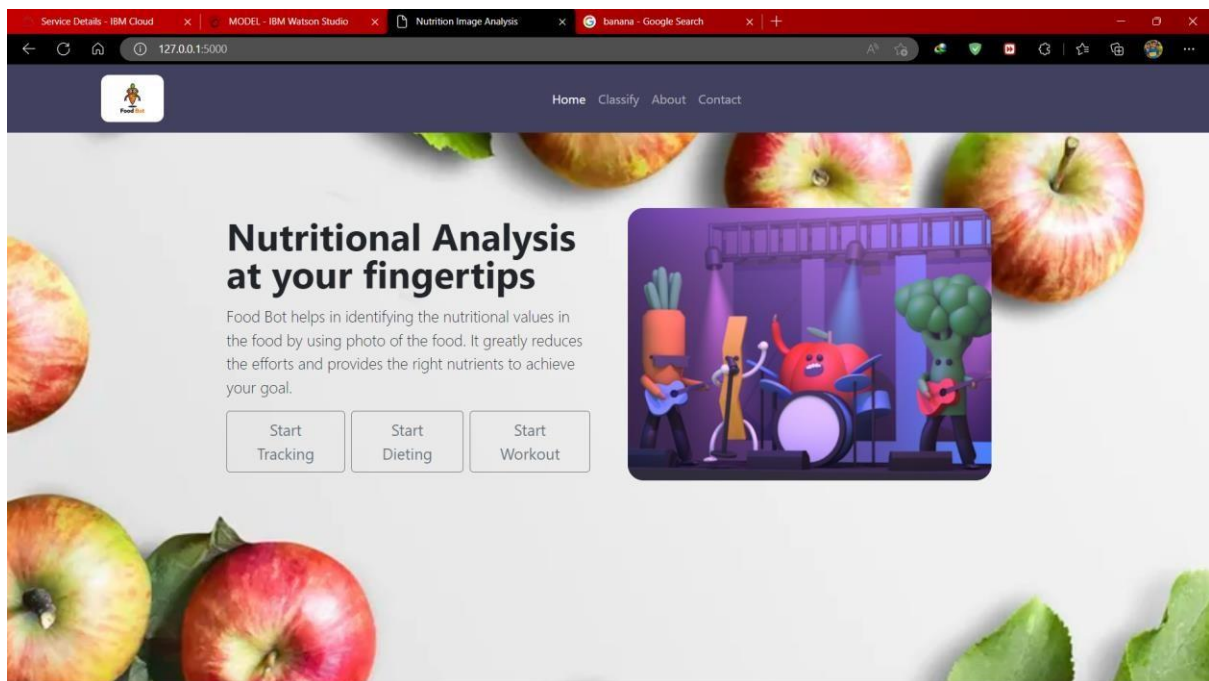 Service Details - IBM Cloud
MODEL - IBM Watson Studio
Nutrition Image Analysis
banana - Google Search
127.0.0.1:5000
Food Bot
Home Classify About Contact
Nutritional Analysis
at your fingertips
Food Bot helps in identifying the nutritional values in
the food by using photo of the food. It greatly reduces
the efforts and provides the right nutrients to achieve
your goal.
Start
Tracking
Start
Dieting
Start
Workout